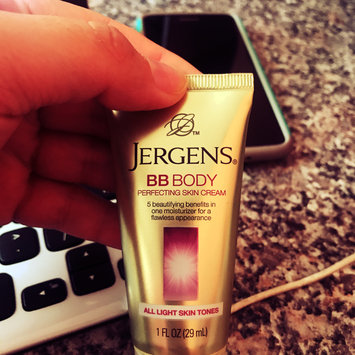 JERGENS®
BB BODY
PERFECTING SKIN CREAM
5 beautifying benefits in
one moisturizer for a
flawless appearance
ALL LIGHT SKIN TONES
1 FL OZ (29 mL)